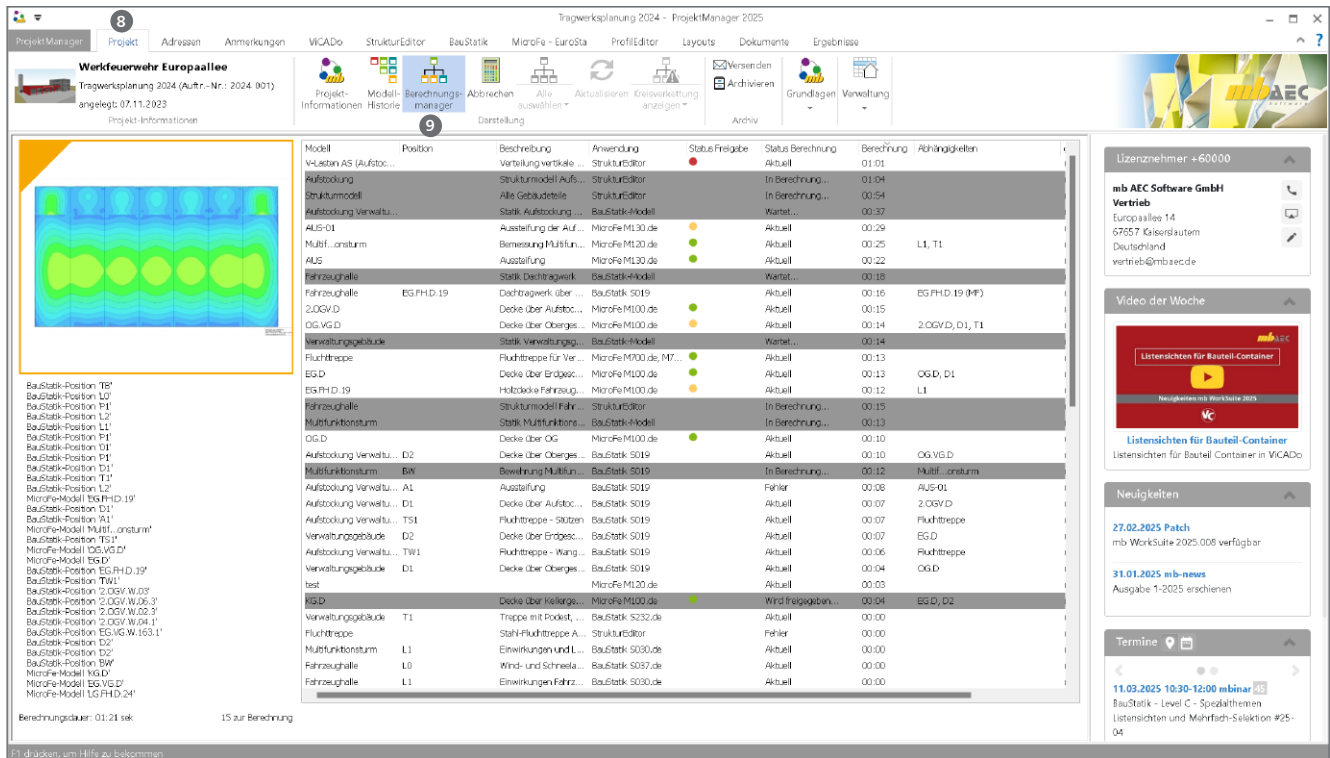 8
Tragwerksplanung 2024 - ProjektManager 2025
ProjektManager Projekt Adressen Anmerkungen ViCADo StrukturEditor BauStatik MicroFe - EuroSta ProfilEditor Layouts Dokumente Ergebnisse
Werkfeuerwehr Europaallee
Tragwerksplanung 2024 (Auftr.-Nr.: 2024 001)
angelegt: 07.11.2023
Projekt-Informationen
Projekt-Informationen
Modell-Historie
Berechnungs-manager
Abbrechen
Alle auswählen
Aktualisieren
Kreisverkettung anzeigen
Darstellung
9
Versenden
Archivieren
Archiv
Grundlagen
Verwaltung
mbAEC
software
Modell Position Beschreibung Anwendung Status Freigabe Status Berechnung Berechnung Abhängigkeiten
V-Lasten AS (Aufstoc... Verteilung vertikale ... StrukturEditor Aktuell 01:01
Aufstockung Strukturmodell Aufs... StrukturEditor In Berechnung... 01:04
Strukturmodell Alle Gebäudeteile StrukturEditor In Berechnung... 00:54
Aufstockung Verwaltu... Statik Aufstockung ... BauStatik-Modell Wartet... 00:37
AUS-01 Aussteifung der Auf... MicroFe M130.de Aktuell 00:29
Multif...onsturm Bemessung Multifun... MicroFe M120.de Aktuell 00:25 L1, T1
AUS Aussteifung MicroFe M130.de Aktuell 00:22
Fahrzeughalle Statik Dachtragwerk BauStatik-Modell Wartet... 00:18
Fahrzeughalle EG.FH.D.19 Dachtragwerk über ... BauStatik S019 Aktuell 00:16 EG.FH.D.19 (MF)
2.OGV.D Decke über Aufstoc... MicroFe M100.de Aktuell 00:15
OG.VG.D Decke über Oberges... MicroFe M100.de Aktuell 00:14 2.OGV.D, D1, T1
Verwaltungsgebäude Statik Verwaltungsg... BauStatik-Modell Wartet... 00:14
Fluchttreppe Fluchttreppe für Ver... MicroFe M700.de, M7... Aktuell 00:13
EG.D Decke über Erdgesc... MicroFe M100.de Aktuell 00:13 OG.D, D1
EG.FH.D.19 Holzdecke Fahrzeug... MicroFe M100.de Aktuell 00:12 L1
Fahrzeughalle Strukturmodell Fahr... StrukturEditor In Berechnung... 00:15
Multifunktionsturm Statik Multifunktions... BauStatik-Modell In Berechnung... 00:13
OG.D Decke über OG MicroFe M100.de Aktuell 00:10
Aufstockung Verwaltu... D2 Decke über Erdgesc... BauStatik S019 Aktuell 00:10 OG.VG.D
Multifunktionsturm BW Bewehrung Multifun... BauStatik S019 In Berechnung... 00:12 Multif...onsturm
Aufstockung Verwaltu... A1 Aussteifung BauStatik S019 Fehler 00:08 AUS-01
Aufstockung Verwaltu... D1 Decke über Aufstoc... BauStatik S019 Aktuell 00:07 2.OGV.D
Aufstockung Verwaltu... TS1 Fluchttreppe - Stützen BauStatik S019 Aktuell 00:07 Fluchttreppe
Verwaltungsgebäude D2 Decke über Erdgesc... BauStatik S019 Aktuell 00:07 EG.D
Aufstockung Verwaltu... TW1 Fluchttreppe - Wang... BauStatik S019 Aktuell 00:06 Fluchttreppe
Verwaltungsgebäude D1 Decke über Oberges... BauStatik S019 Aktuell 00:04 OG.D
test MicroFe M120.de Aktuell 00:03
KG.D Decke über Kellerge... MicroFe M100.de Wird freigegeben... 00:04 EG.D, D2
Verwaltungsgebäude T1 Treppe mit Podest, ... BauStatik S232.de Aktuell 00:00
Fluchttreppe Stahl-Fluchttreppe A... StrukturEditor Fehler 00:00
Multifunktionsturm L1 Einwirkungen und L... BauStatik S030.de Aktuell 00:00
Fahrzeughalle L0 Wind- und Schneela... BauStatik S037.de Aktuell 00:00
Fahrzeughalle L1 Einwirkungen Fahrz... BauStatik S030.de Aktuell 00:00
BauStatik-Position 'TB'
BauStatik-Position 'L0'
BauStatik-Position 'P1'
BauStatik-Position 'L2'
BauStatik-Position 'L1'
BauStatik-Position 'P1'
BauStatik-Position 'D1'
BauStatik-Position 'P1'
BauStatik-Position 'D1'
BauStatik-Position 'T1'
BauStatik-Position 'L2'
MicroFe-Modell 'EG.FH.D.19'
BauStatik-Position 'D1'
BauStatik-Position 'A1'
MicroFe-Modell 'Multif...onsturm'
BauStatik-Position 'TS1'
MicroFe-Modell 'OG.VG.D'
MicroFe-Modell 'EG.D'
BauStatik-Position 'EG.FH.D.19'
BauStatik-Position 'TW1'
BauStatik-Position '2.OGV.W.03'
BauStatik-Position '2.OGV.W.06.3'
BauStatik-Position '2.OGV.W.02.3'
BauStatik-Position '2.OGV.W.04.1'
BauStatik-Position 'EG.VG.W.163.1'
BauStatik-Position 'D2'
BauStatik-Position 'D2'
BauStatik-Position 'BW'
MicroFe-Modell 'KG.D'
MicroFe-Modell 'EG.VG.D'
MicroFe-Modell 'LG.FH.D.24'
Berechnungsdauer: 01:21 sek 15 zur Berechnung
Lizenznehmer +60000
mb AEC Software GmbH
Vertrieb
Europaallee 14
67657 Kaiserslautern
Deutschland
vertrieb@mbaec.de
Video der Woche
mbAEC
Listensichten für Bauteil-Container
Neuigkeiten mb WorkSuite 2025
VC
Listensichten für Bauteil-Container
Listensichten für Bauteil Container in ViCADo
Neuigkeiten
27.02.2025 Patch
mb WorkSuite 2025.008 verfügbar
31.01.2025 mb-news
Ausgabe 1-2025 erschienen
Termine
11.03.2025 10:30-12:00 mbinar 45
BauStatik - Level C - Spezialthemen
Listensichten und Mehrfach-Selektion #25-
04
F1 drücken, um Hilfe zu bekommen